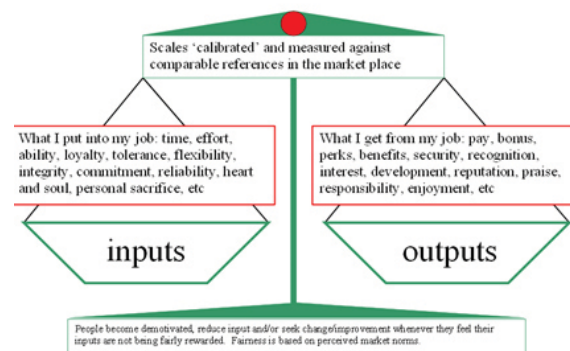 Scales ‘calibrated’ and measured against
comparable references in the market place
What I put into my job: time, effort,
ability, loyalty, tolerance, flexibility,
integrity, commitment, reliability, heart
and soul, personal sacrifice, etc
What I get from my job: pay, bonus,
perks, benefits, security, recognition,
interest, development, reputation, praise,
responsibility, enjoyment, etc
inputs
outputs
People become demotivated, reduce input and/or seek change/improvement whenever they feel their
inputs are not being fairly rewarded. Fairness is based on perceived market norms.